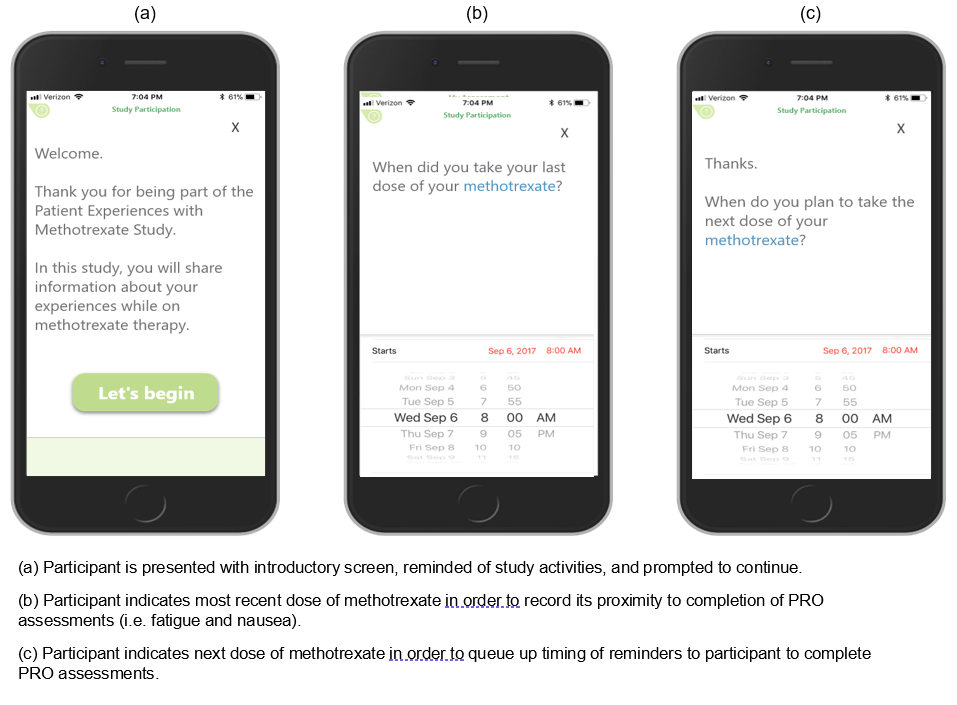 (a)
(b)
(c)
Verizon
7:04 PM
61%
Study Participation
X
Welcome.
Thank you for being part of the
Patient Experiences with
Methotrexate Study.
In this study, you will share
information about your
experiences while on
methotrexate therapy.
Let's begin
Verizon
7:04 PM
61%
Study Participation
X
When did you take your last
dose of your methotrexate?
Starts Sep 6, 2017 8:00 AM
Sun Sep 3 5 45
Mon Sep 4 6 50
Tue Sep 5 7 55
Wed Sep 6 8 00 AM
Thu Sep 7 9 05 PM
Fri Sep 8 10 10
Sat Sep 9 11 15
Verizon
7:04 PM
61%
Study Participation
X
Thanks.
When do you plan to take the
next dose of your
methotrexate?
Starts Sep 6, 2017 8:00 AM
Sun Sep 3 5 45
Mon Sep 4 6 50
Tue Sep 5 7 55
Wed Sep 6 8 00 AM
Thu Sep 7 9 05 PM
Fri Sep 8 10 10
Sat Sep 9 11 15
(a) Participant is presented with introductory screen, reminded of study activities, and prompted to continue.
(b) Participant indicates most recent dose of methotrexate in order to record its proximity to completion of PRO
assessments (i.e. fatigue and nausea).
(c) Participant indicates next dose of methotrexate in order to queue up timing of reminders to participant to complete
PRO assessments.